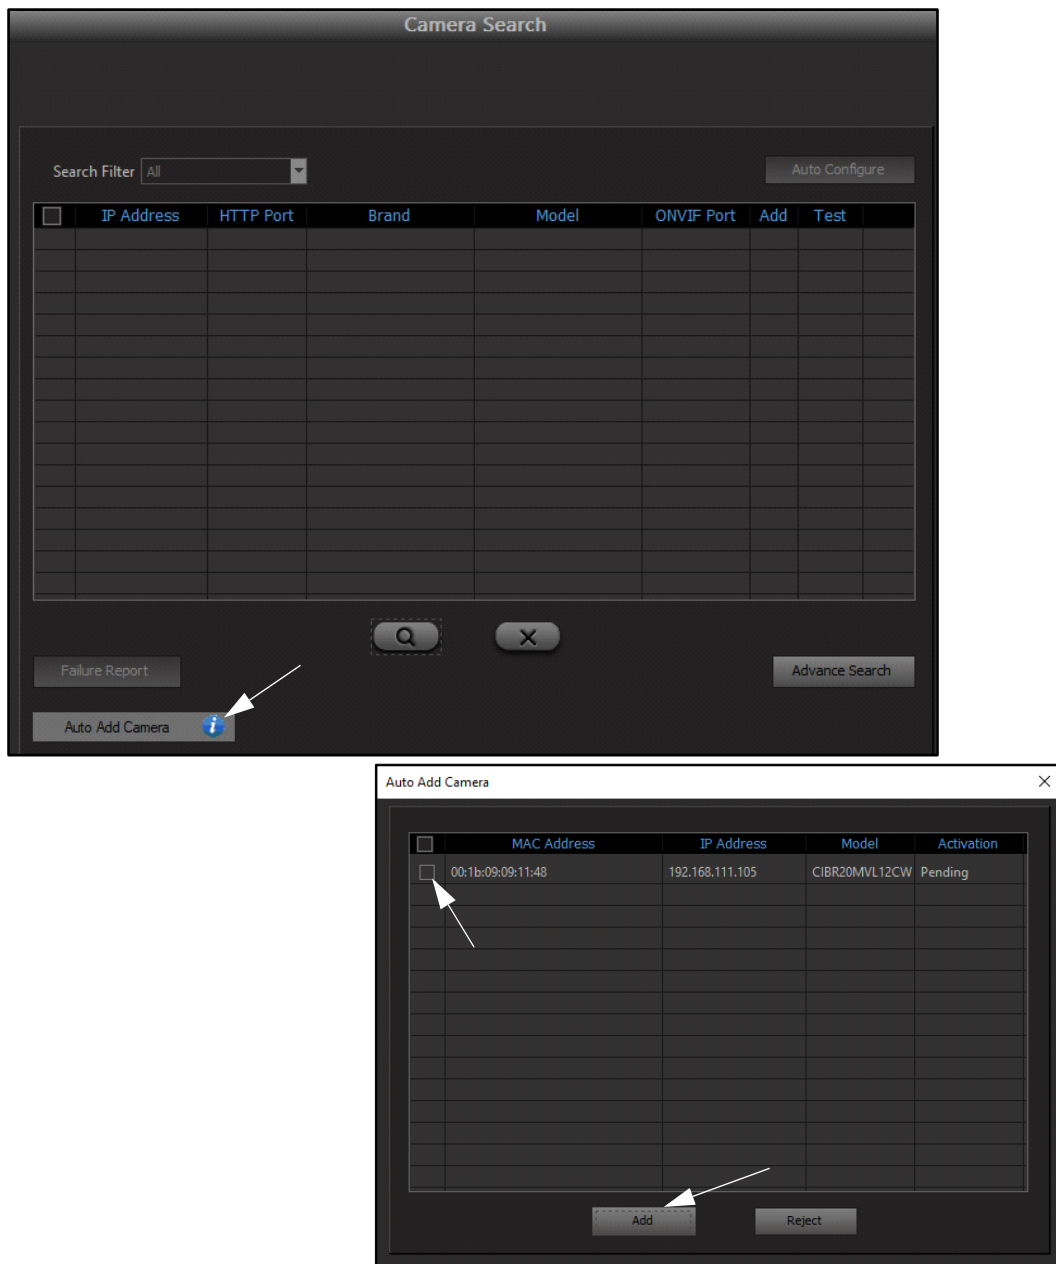 Camera Search
Search Filter All Auto Configure
IP Address HTTP Port Brand Model ONVIF Port Add Test
Failure Report Advance Search
Auto Add Camera
Auto Add Camera
MAC Address IP Address Model Activation
00:1b:09:09:11:48 192.168.111.105 CIBR20MVL12CW Pending
Add Reject